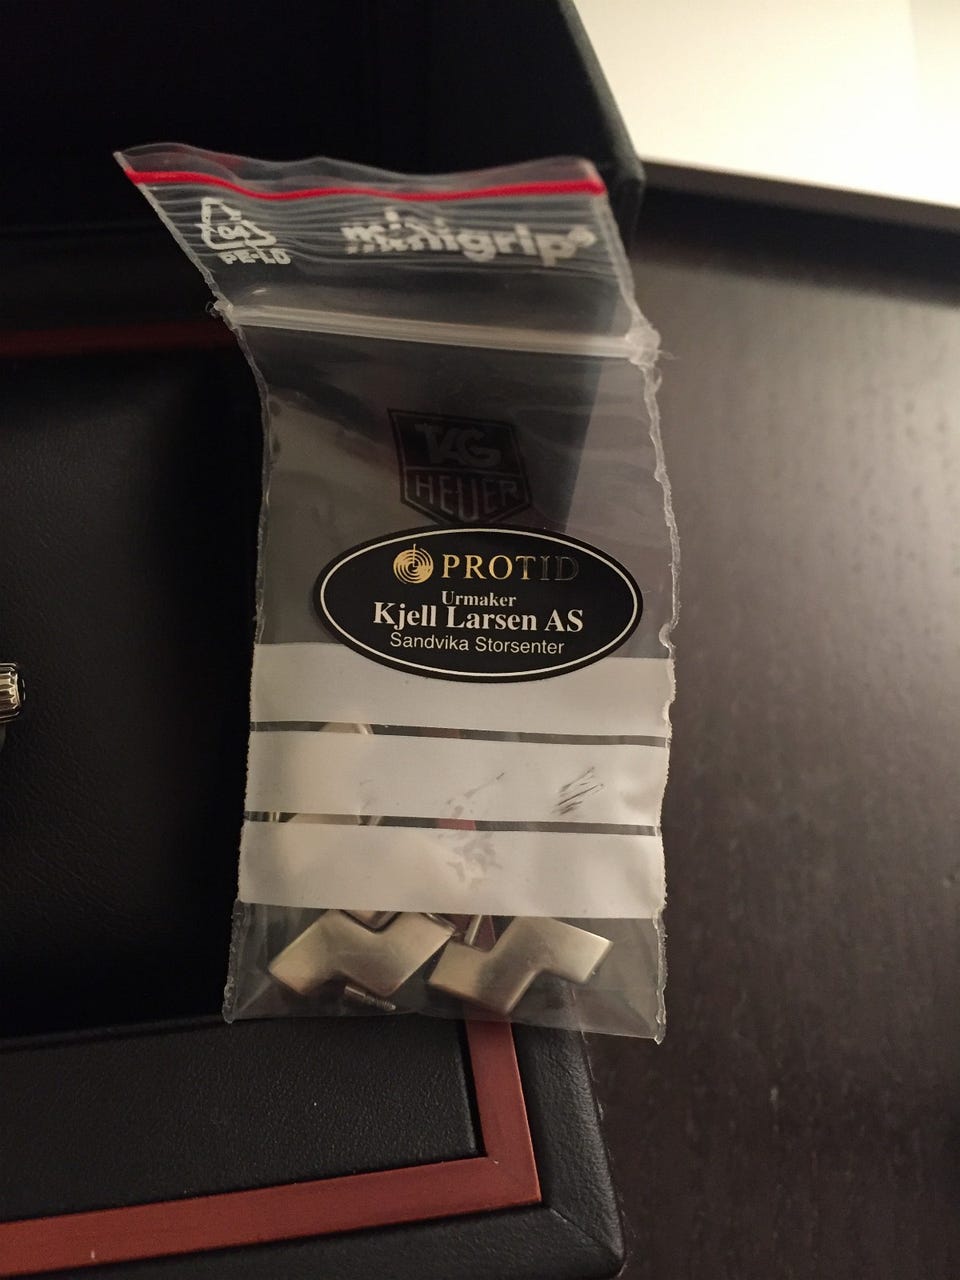 04
PE-LD
minigrip®
TAG
HEUER
PROTID
Urmaker
Kjell Larsen AS
Sandvika Storsenter